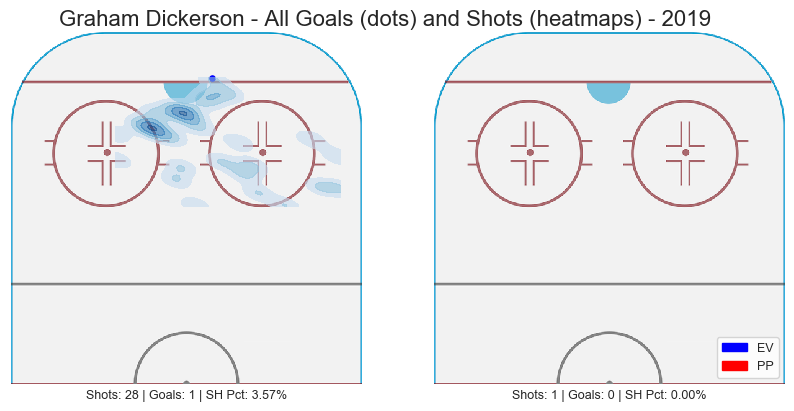 Graham Dickerson - All Goals (dots) and Shots (heatmaps) - 2019
EV
PP
Shots: 28 | Goals: 1 | SH Pct: 3.57%
Shots: 1 | Goals: 0 | SH Pct: 0.00%